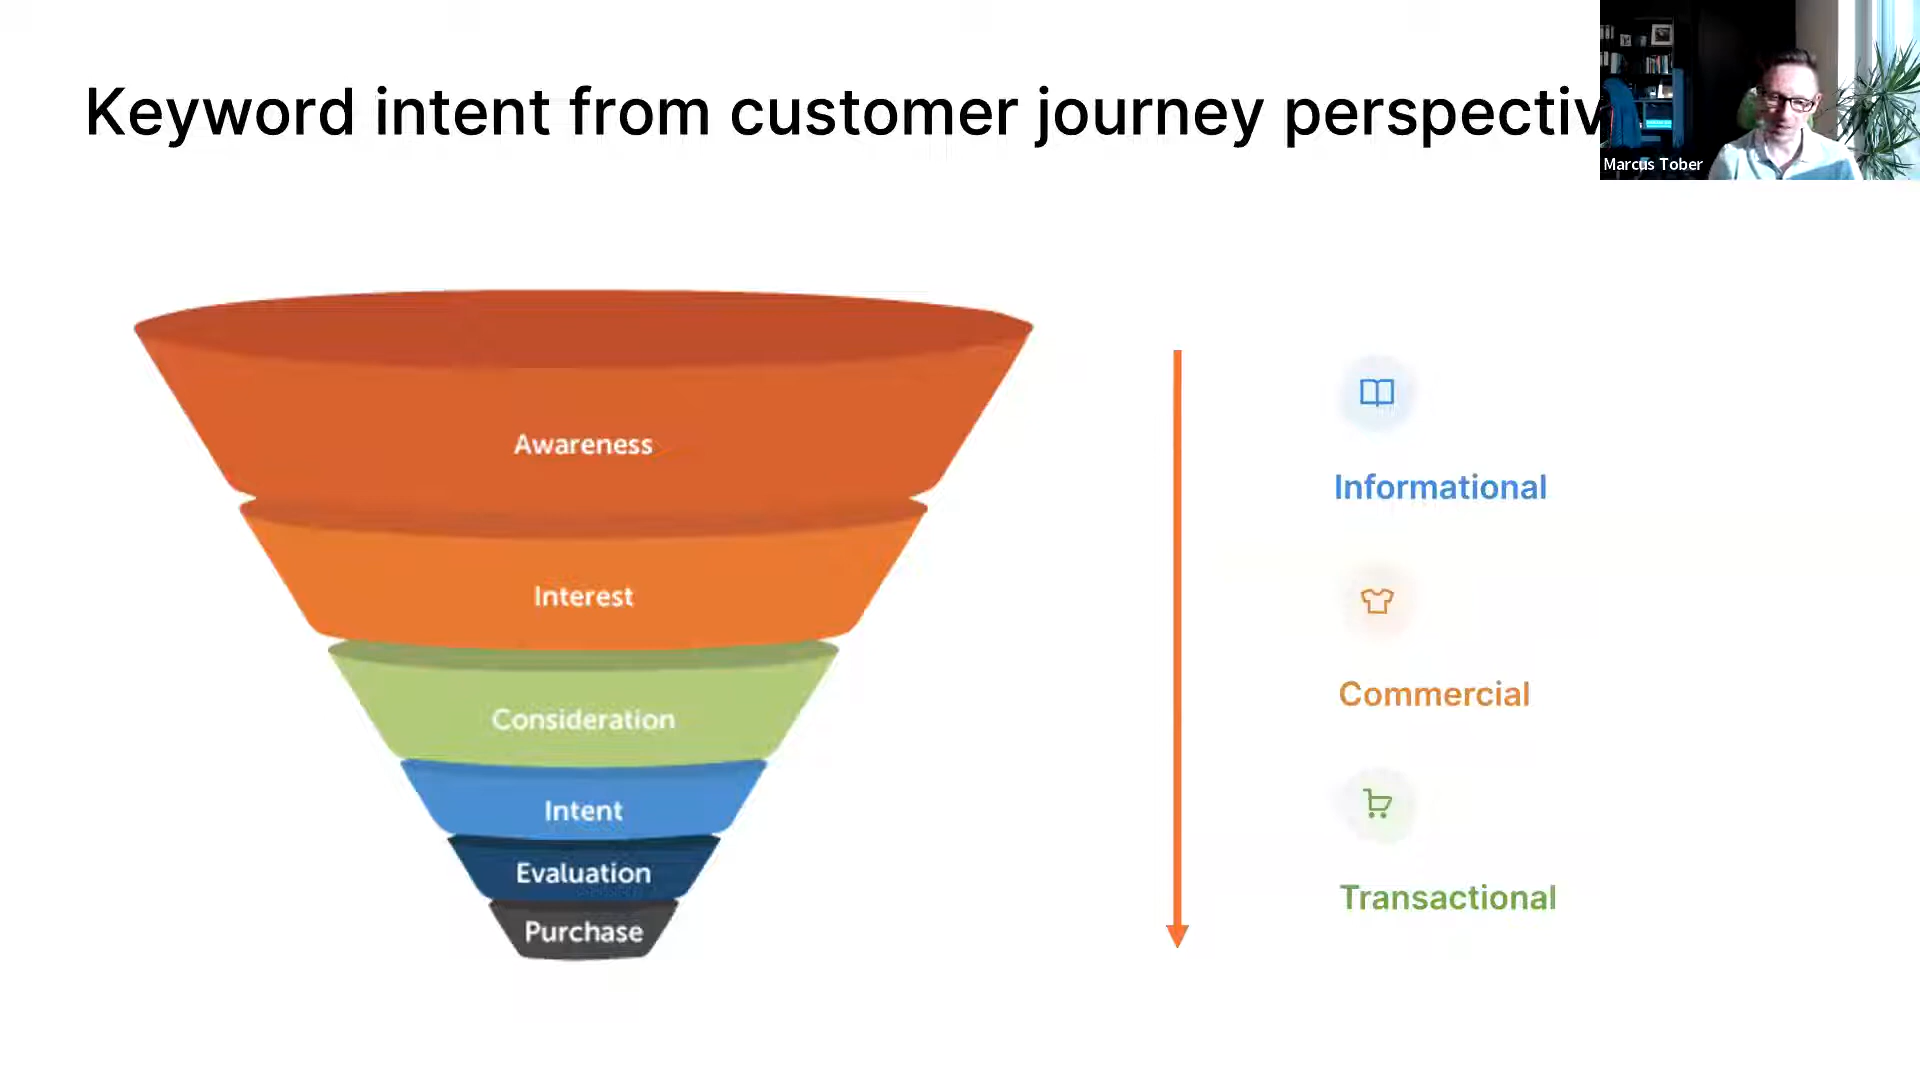 Keyword intent from customer journey perspectiv
Marcus Tober
Awareness
Interest
Consideration
Intent
Evaluation
Purchase
Informational
Commercial
Transactional